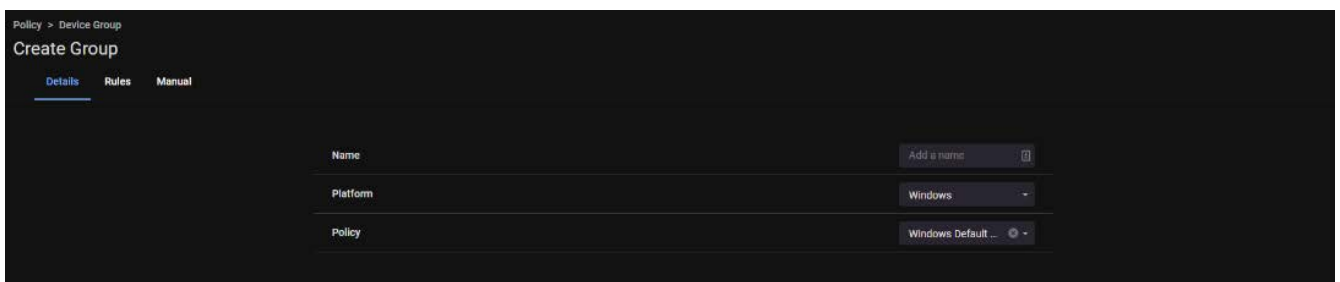 Policy > Device Group
Create Group
Details Rules Manual
Name Add a name
Platform Windows
Policy Windows Default ...